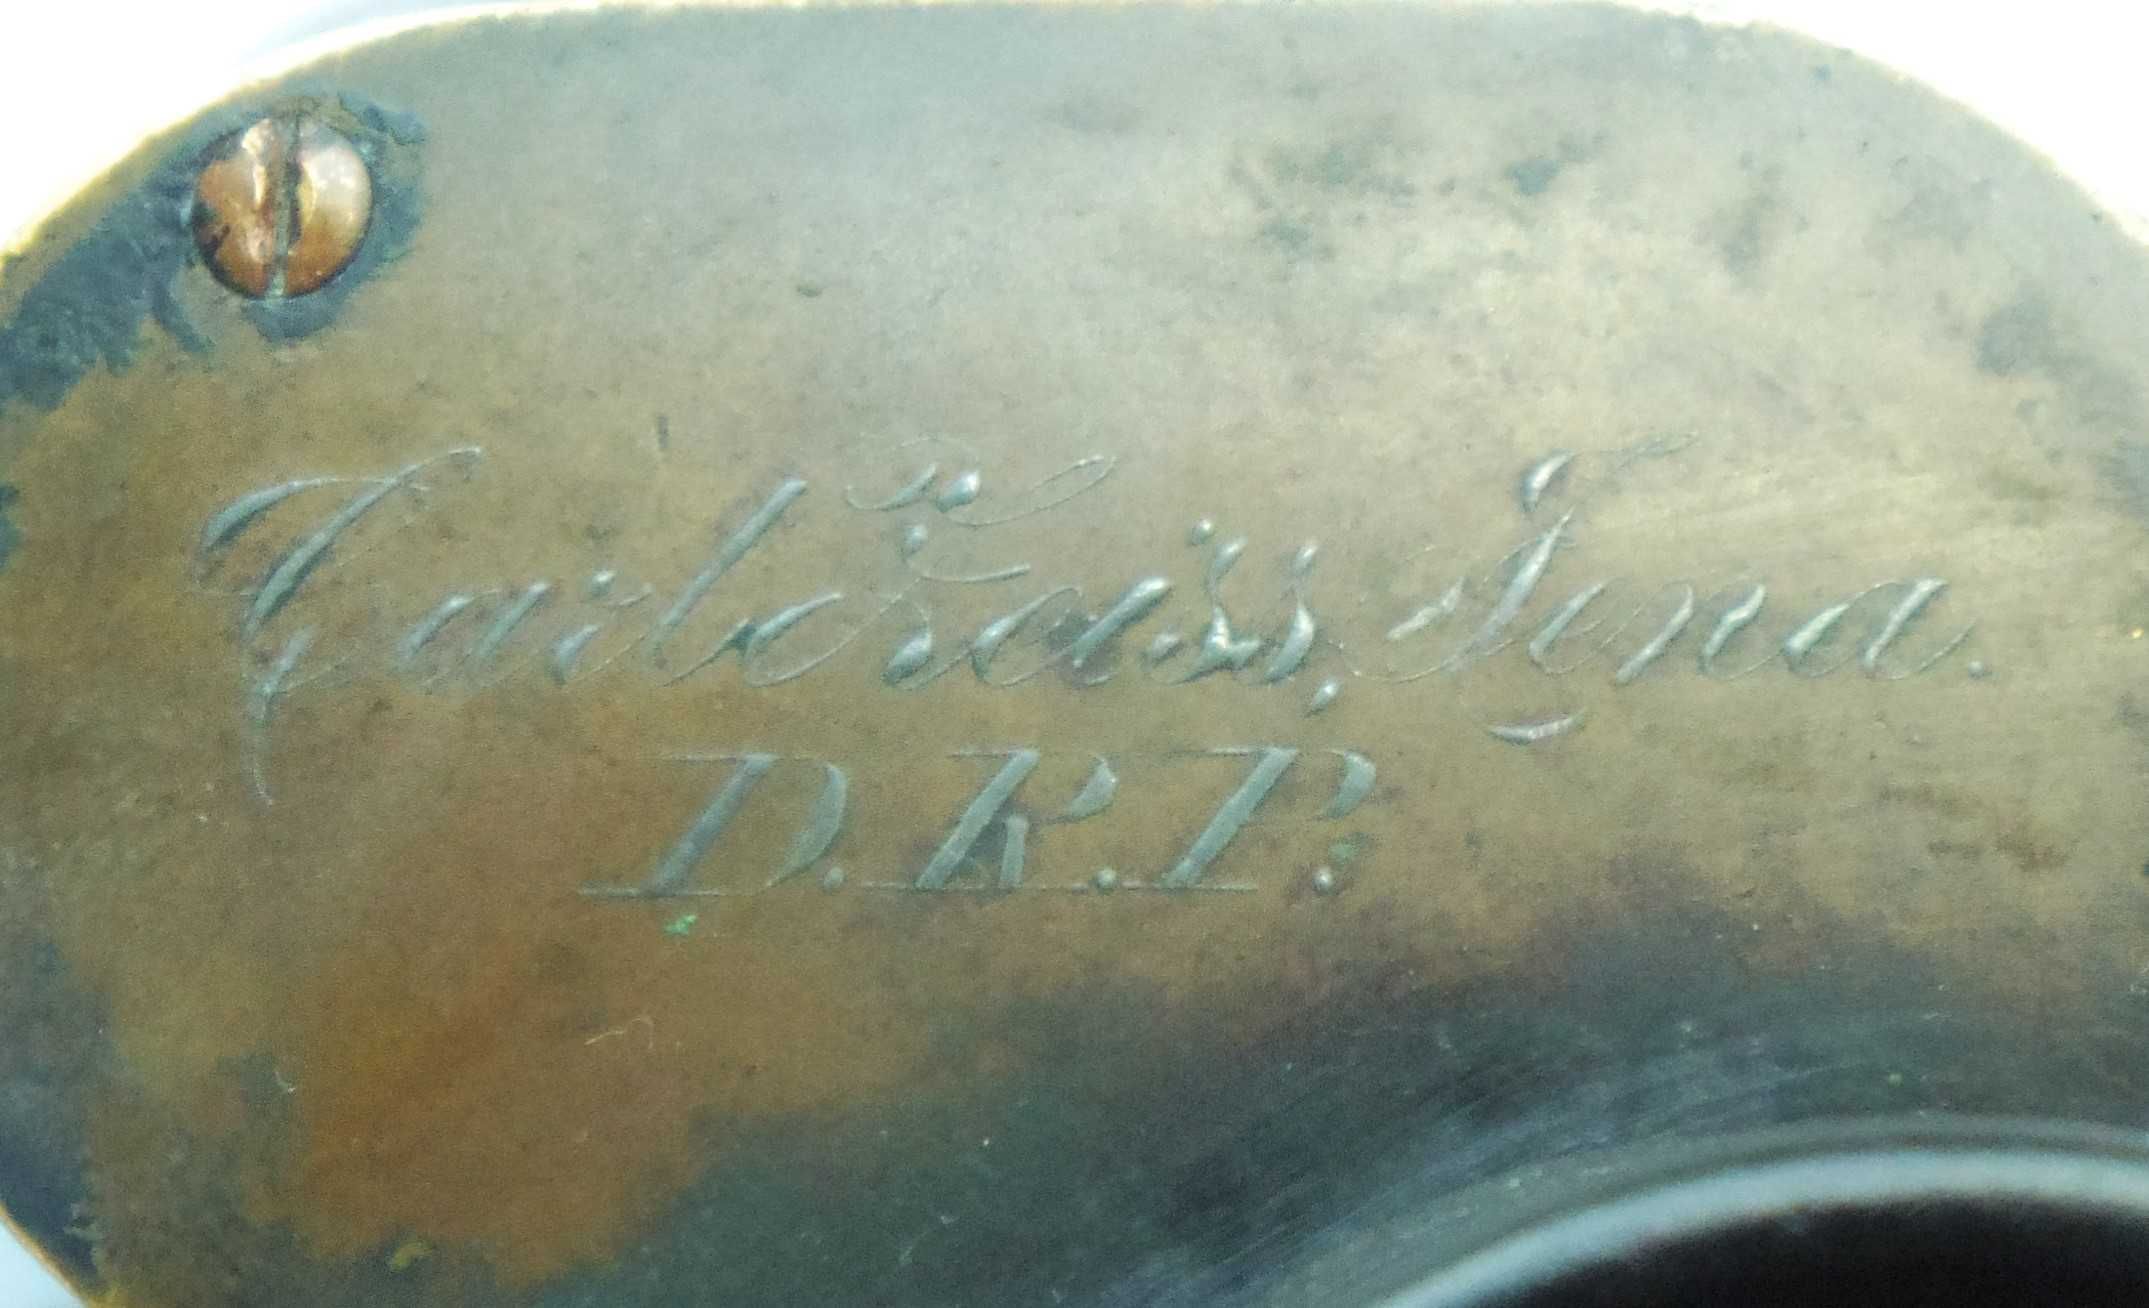 Carl Zeiss, Jena.
D.R.P.